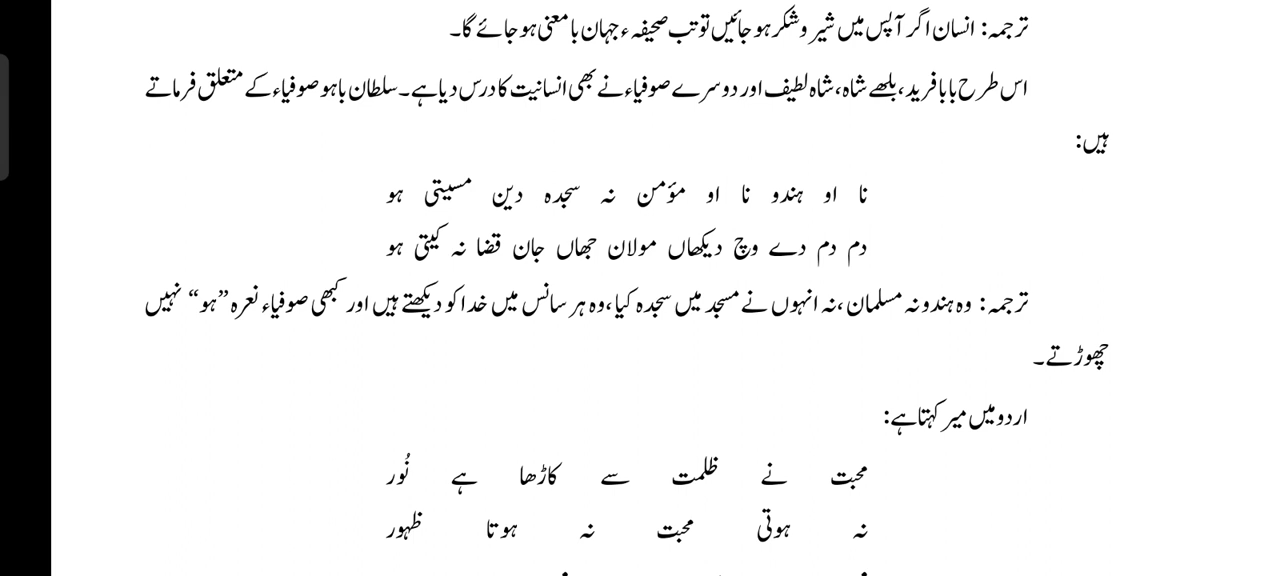 ترجمہ: انسان اگر آپس میں شیر و شکر ہو جائیں تو تب صحیفہء جہان با معنی ہو جائے گا۔
اس طرح بابا فرید، بلھے شاہ، شاہ لطیف اور دوسرے صوفیاء نے بھی انسانیت کا درس دیا ہے۔ سلطان باہو صوفیاء کے متعلق فرماتے
ہیں:
نا او ہندو نا او مؤمن نہ سجدہ دین مسیتی ہو
دم دم دے وچ دیکھاں مولان جھاں جان قضا نہ کیتی ہو
ترجمہ: وہ ہندو نہ مسلمان، نہ انہوں نے مسجد میں سجدہ کیا، وہ ہر سانس میں خدا کو دیکھتے ہیں اور کبھی صوفیاء نعرہ ”ہو“ نہیں
چھوڑتے۔
اردو میں میر کہتا ہے:
محبت نے ظلمت سے کاڑھا ہے نُور
نہ ہوتی محبت نہ ہوتا ظہور